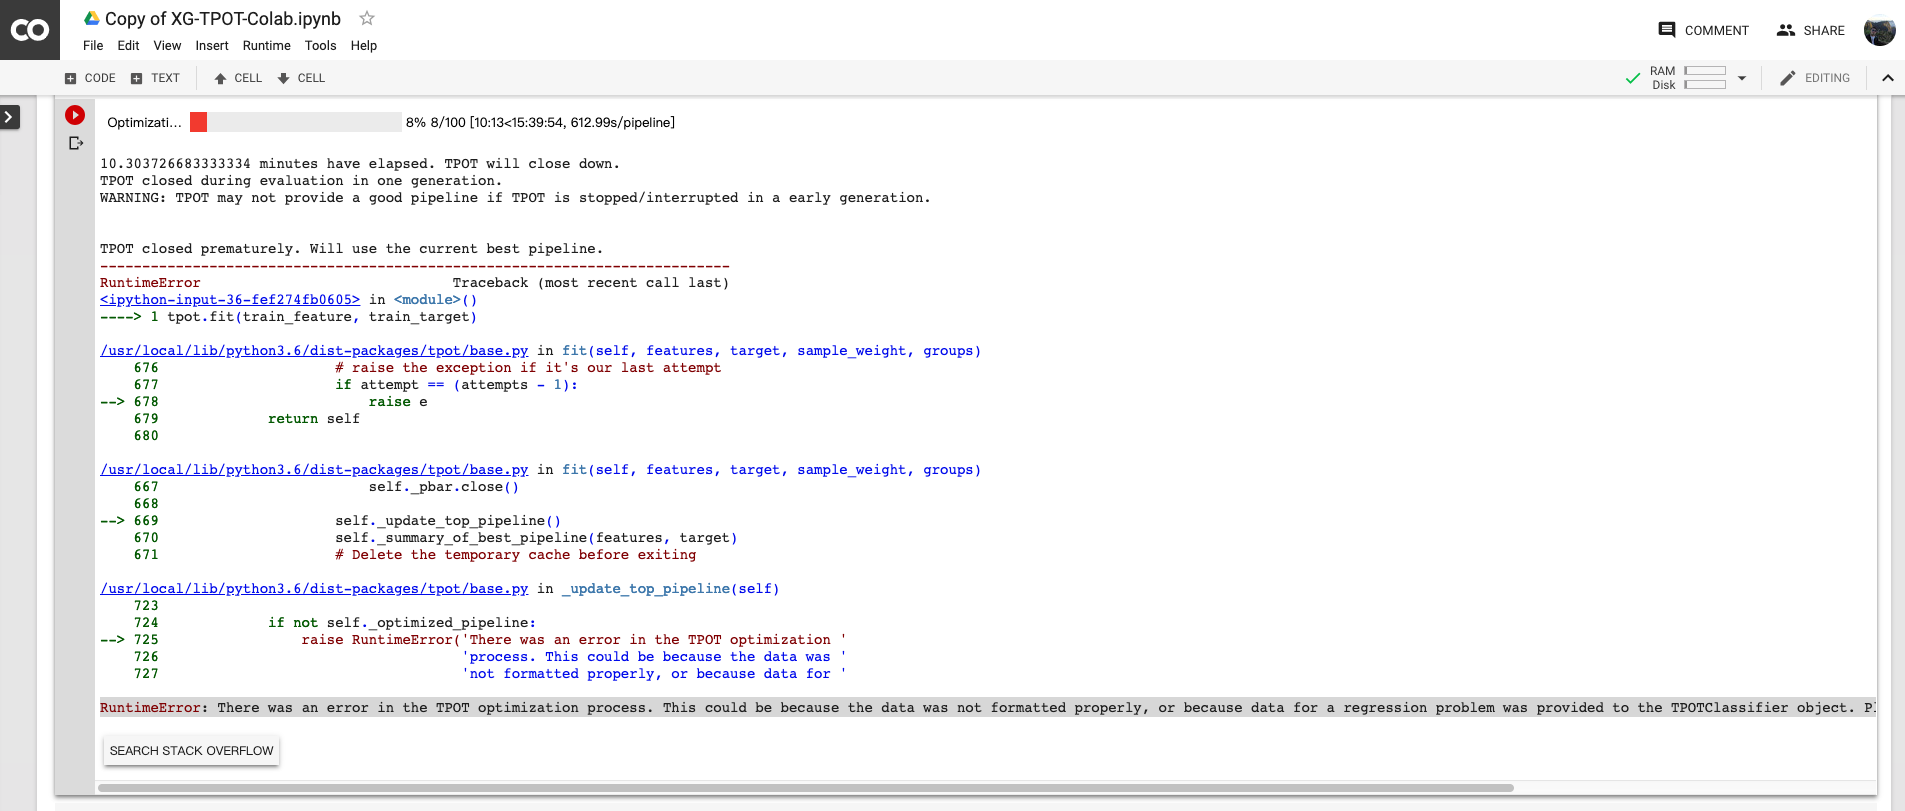 CO
Copy of XG-TPOT-Colab.ipynb
File Edit View Insert Runtime Tools Help
COMMENT SHARE
CODE TEXT CELL CELL
RAM
Disk
EDITING
Optimizati... 8% 8/100 [10:13<15:39:54, 612.99s/pipeline]
10.303726683333334 minutes have elapsed. TPOT will close down.
TPOT closed during evaluation in one generation.
WARNING: TPOT may not provide a good pipeline if TPOT is stopped/interrupted in a early generation.
TPOT closed prematurely. Will use the current best pipeline.
---------------------------------------------------------------------------
RuntimeError Traceback (most recent call last)
<ipython-input-36-fef274fb0605> in <module>()
----> 1 tpot.fit(train_feature, train_target)
/usr/local/lib/python3.6/dist-packages/tpot/base.py in fit(self, features, target, sample_weight, groups)
676 # raise the exception if it's our last attempt
677 if attempt == (attempts - 1):
--> 678 raise e
679 return self
680
/usr/local/lib/python3.6/dist-packages/tpot/base.py in fit(self, features, target, sample_weight, groups)
667 self._pbar.close()
668
--> 669 self._update_top_pipeline()
670 self._summary_of_best_pipeline(features, target)
671 # Delete the temporary cache before exiting
/usr/local/lib/python3.6/dist-packages/tpot/base.py in _update_top_pipeline(self)
723
724 if not self._optimized_pipeline:
--> 725 raise RuntimeError('There was an error in the TPOT optimization '
726 'process. This could be because the data was '
727 'not formatted properly, or because data for '
RuntimeError: There was an error in the TPOT optimization process. This could be because the data was not formatted properly, or because data for a regression problem was provided to the TPOTClassifier object.
SEARCH STACK OVERFLOW